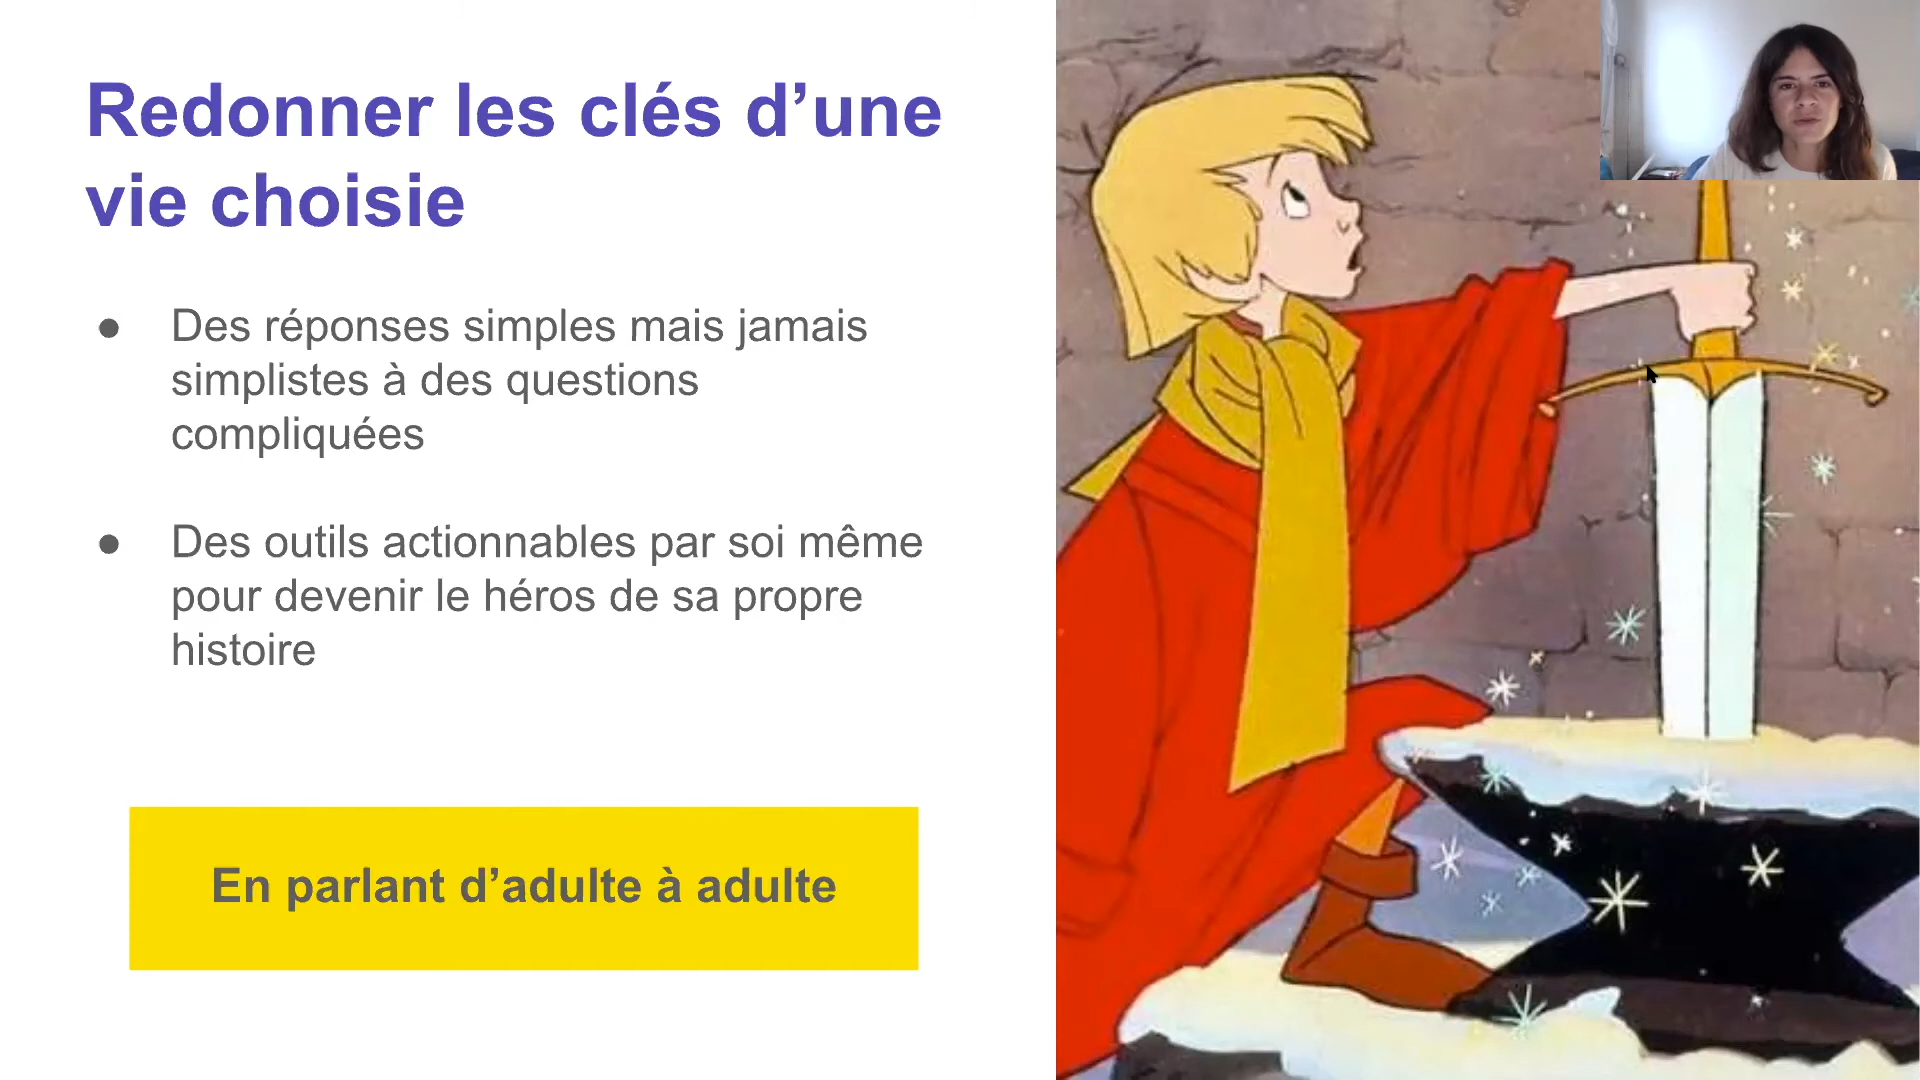 Redonner les clés d’une
vie choisie
● Des réponses simples mais jamais
simplistes à des questions
compliquées
● Des outils actionnables par soi même
pour devenir le héros de sa propre
histoire
En parlant d’adulte à adulte